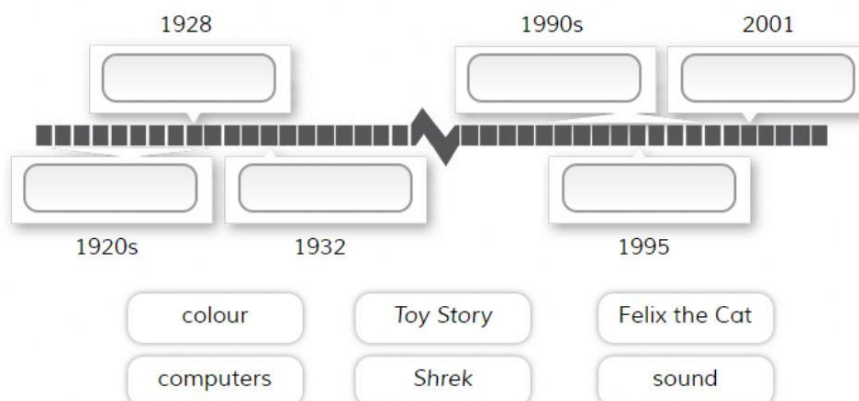 1928 1990s 2001
1920s 1932 1995
colour Toy Story Felix the Cat
computers Shrek sound